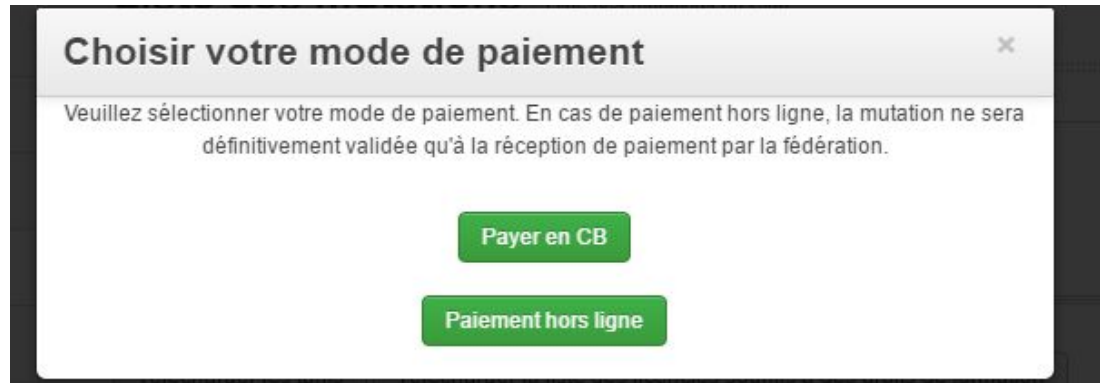 Choisir votre mode de paiement
×
Veuillez sélectionner votre mode de paiement. En cas de paiement hors ligne, la mutation ne sera
définitivement validée qu'à la réception de paiement par la fédération.
Payer en CB
Paiement hors ligne